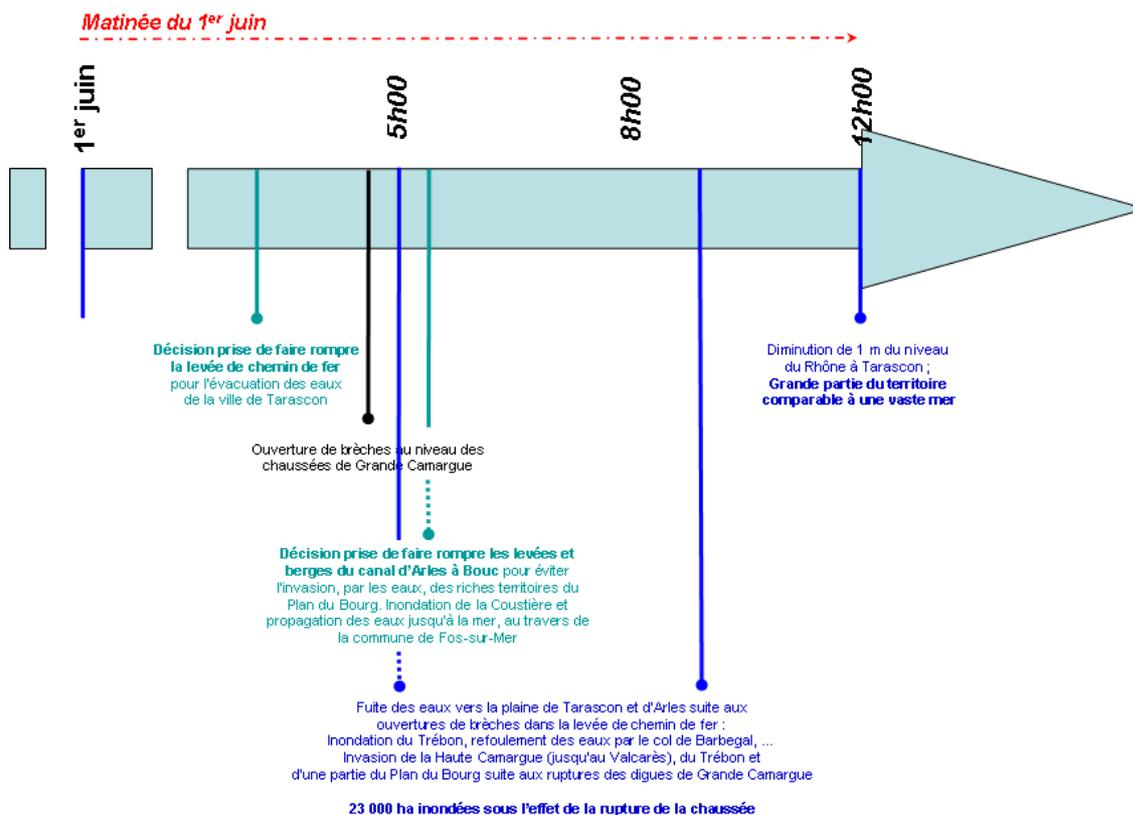 Matinée du 1er juin
1er juin
5h00
8h00
12h00
Décision prise de faire rompre
la levée de chemin de fer
pour l'évacuation des eaux
de la ville de Tarascon
Diminution de 1 m du niveau
du Rhône à Tarascon ;
Grande partie du territoire
comparable à une vaste mer
Ouverture de brèches au niveau des
chaussées de Grande Camargue
Décision prise de faire rompre les levées et
berges du canal d'Arles à Bouc pour éviter
l'invasion, par les eaux, des riches territoires du
Plan du Bourg. Inondation de la Coustière et
propagation des eaux jusqu'à la mer, au travers de
la commune de Fos-sur-Mer
Fuite des eaux vers la plaine de Tarascon et d'Arles suite aux
ouvertures de brèches dans la levée de chemin de fer :
Inondation du Trébon, refoulement des eaux par le col de Barbegal, ...
Invasion de la Haute Camargue (jusqu'au Valcarès), du Trébon et
d'une partie du Plan du Bourg suite aux ruptures des digues de Grande Camargue
23 000 ha inondées sous l'effet de la rupture de la chaussée